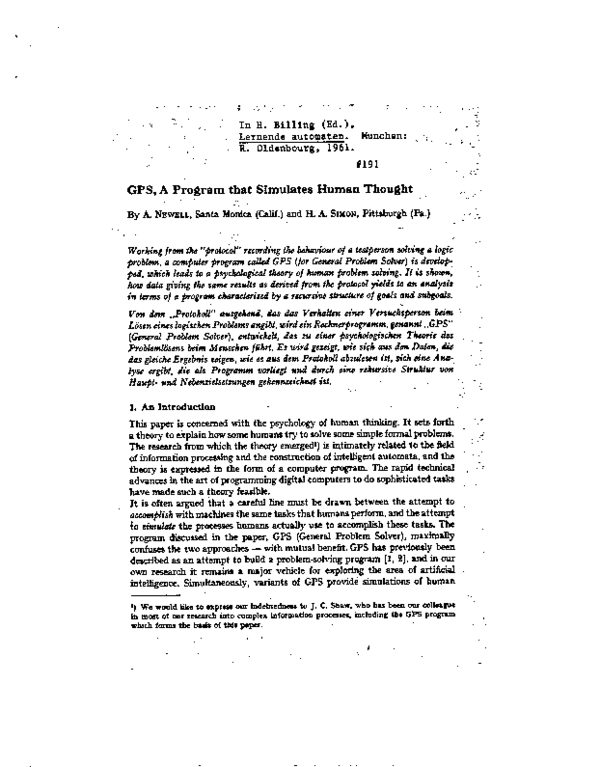 In H. Billing (Ed.),
Lernende automaten. Munchen:
R. Oldenbourg, 1961.
#191
GPS, A Program that Simulates Human Thought
By A. NEWELL, Santa Monica (Calif.) and H. A. SIMON, Pittsburgh (Pa.)
Working from the "protocol" recording the behaviour of a testperson solving a logic
problem, a computer program called GPS (for General Problem Solver) is develop-
ped, which leads to a psychological theory of human problem solving. It is shown,
how data giving the same results as derived from the protocol yields to an analysis
in terms of a program characterized by a recursive structure of goals and subgoals.
Von dem „Protokoll" ausgehend, das das Verhalten einer Versuchsperson beim
Lösen eines logischen Problems angibt, wird ein Rechnerprogramm, genannt „GPS"
(General Problem Solver), entwickelt, das zu einer psychologischen Theorie des
Problemlösens beim Menschen führt. Es wird gezeigt, wie sich aus den Daten, die
das gleiche Ergebnis zeigen, wie es aus dem Protokoll abzulesen ist, sich eine Ana-
lyse ergibt, die als Programm vorliegt und durch eine rekursive Struktur von
Haupt- und Nebenzielsetzungen gekennzeichnet ist.
1. An Introduction
This paper is concerned with the psychology of human thinking. It sets forth
a theory to explain how some humans try to solve some simple formal problems.
The research from which the theory emerged¹) is intimately related to the field
of information processing and the construction of intelligent automata, and the
theory is expressed in the form of a computer program. The rapid technical
advances in the art of programming digital computers to do sophisticated tasks
have made such a theory feasible.
It is often argued that a careful line must be drawn between the attempt to
accomplish with machines the same tasks that humans perform, and the attempt
to simulate the processes humans actually use to accomplish these tasks. The
program discussed in the paper, GPS (General Problem Solver), maximally
confuses the two approaches — with mutual benefit. GPS has previously been
described as an attempt to build a problem-solving program [1, 2], and in our
own research it remains a major vehicle for exploring the area of artificial
intelligence. Simultaneously, variants of GPS provide simulations of human
¹) We would like to express our indebtedness to J. C. Shaw, who has been our colleague
in most of our research into complex information processes, including the GPS program
which forms the basis of this paper.